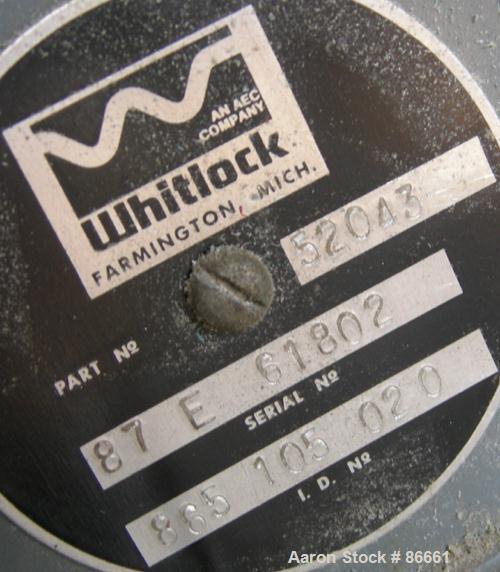 AN AEC
COMPANY
Whitlock
FARMINGTON, MICH.
52043
PART Nº
87 E 61802
SERIAL Nº
865 105 020
I. D. Nº
Aaron Stock # 86661